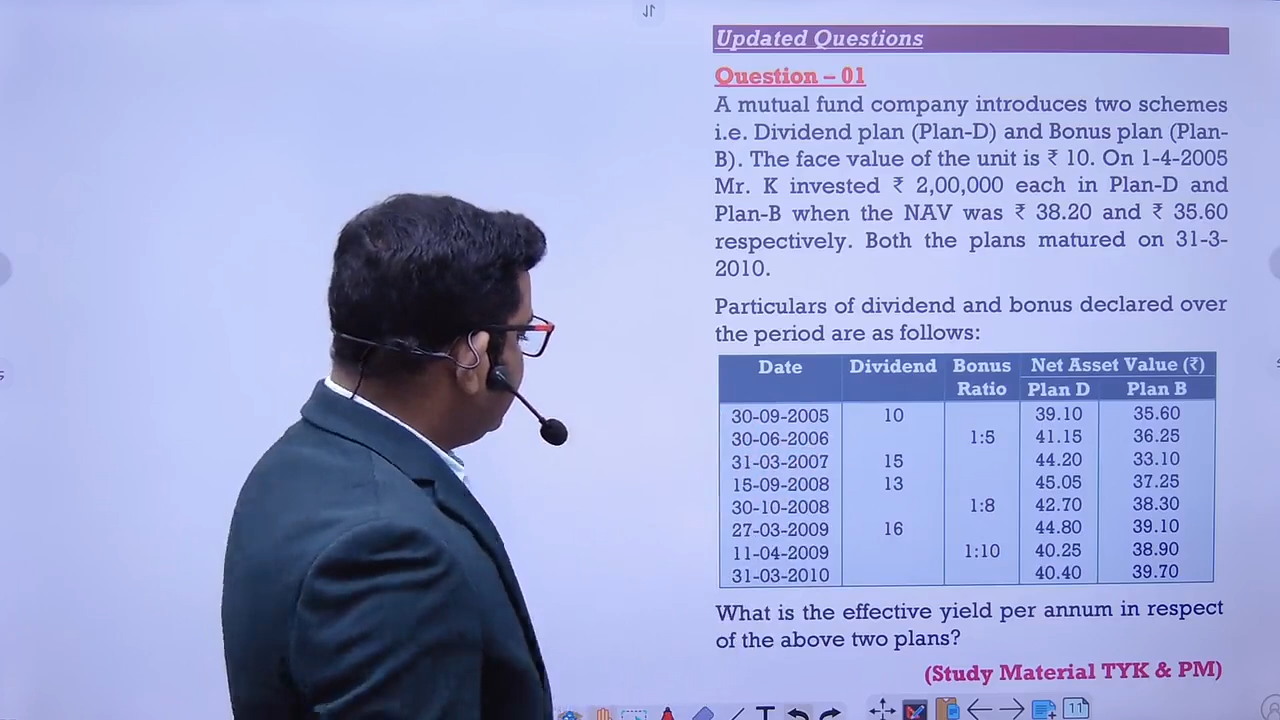 Updated Questions
Question – 01
A mutual fund company introduces two schemes
i.e. Dividend plan (Plan-D) and Bonus plan (Plan-
B). The face value of the unit is ₹ 10. On 1-4-2005
Mr. K invested ₹ 2,00,000 each in Plan-D and
Plan-B when the NAV was ₹ 38.20 and ₹ 35.60
respectively. Both the plans matured on 31-3-
2010.
Particulars of dividend and bonus declared over
the period are as follows:
Date Dividend Bonus Ratio Net Asset Value (₹)
Plan D Plan B
30-09-2005 10 39.10 35.60
30-06-2006 1:5 41.15 36.25
31-03-2007 15 44.20 33.10
15-09-2008 13 45.05 37.25
30-10-2008 1:8 42.70 38.30
27-03-2009 16 44.80 39.10
11-04-2009 1:10 40.25 38.90
31-03-2010 40.40 39.70
What is the effective yield per annum in respect
of the above two plans?
(Study Material TYK & PM)
11